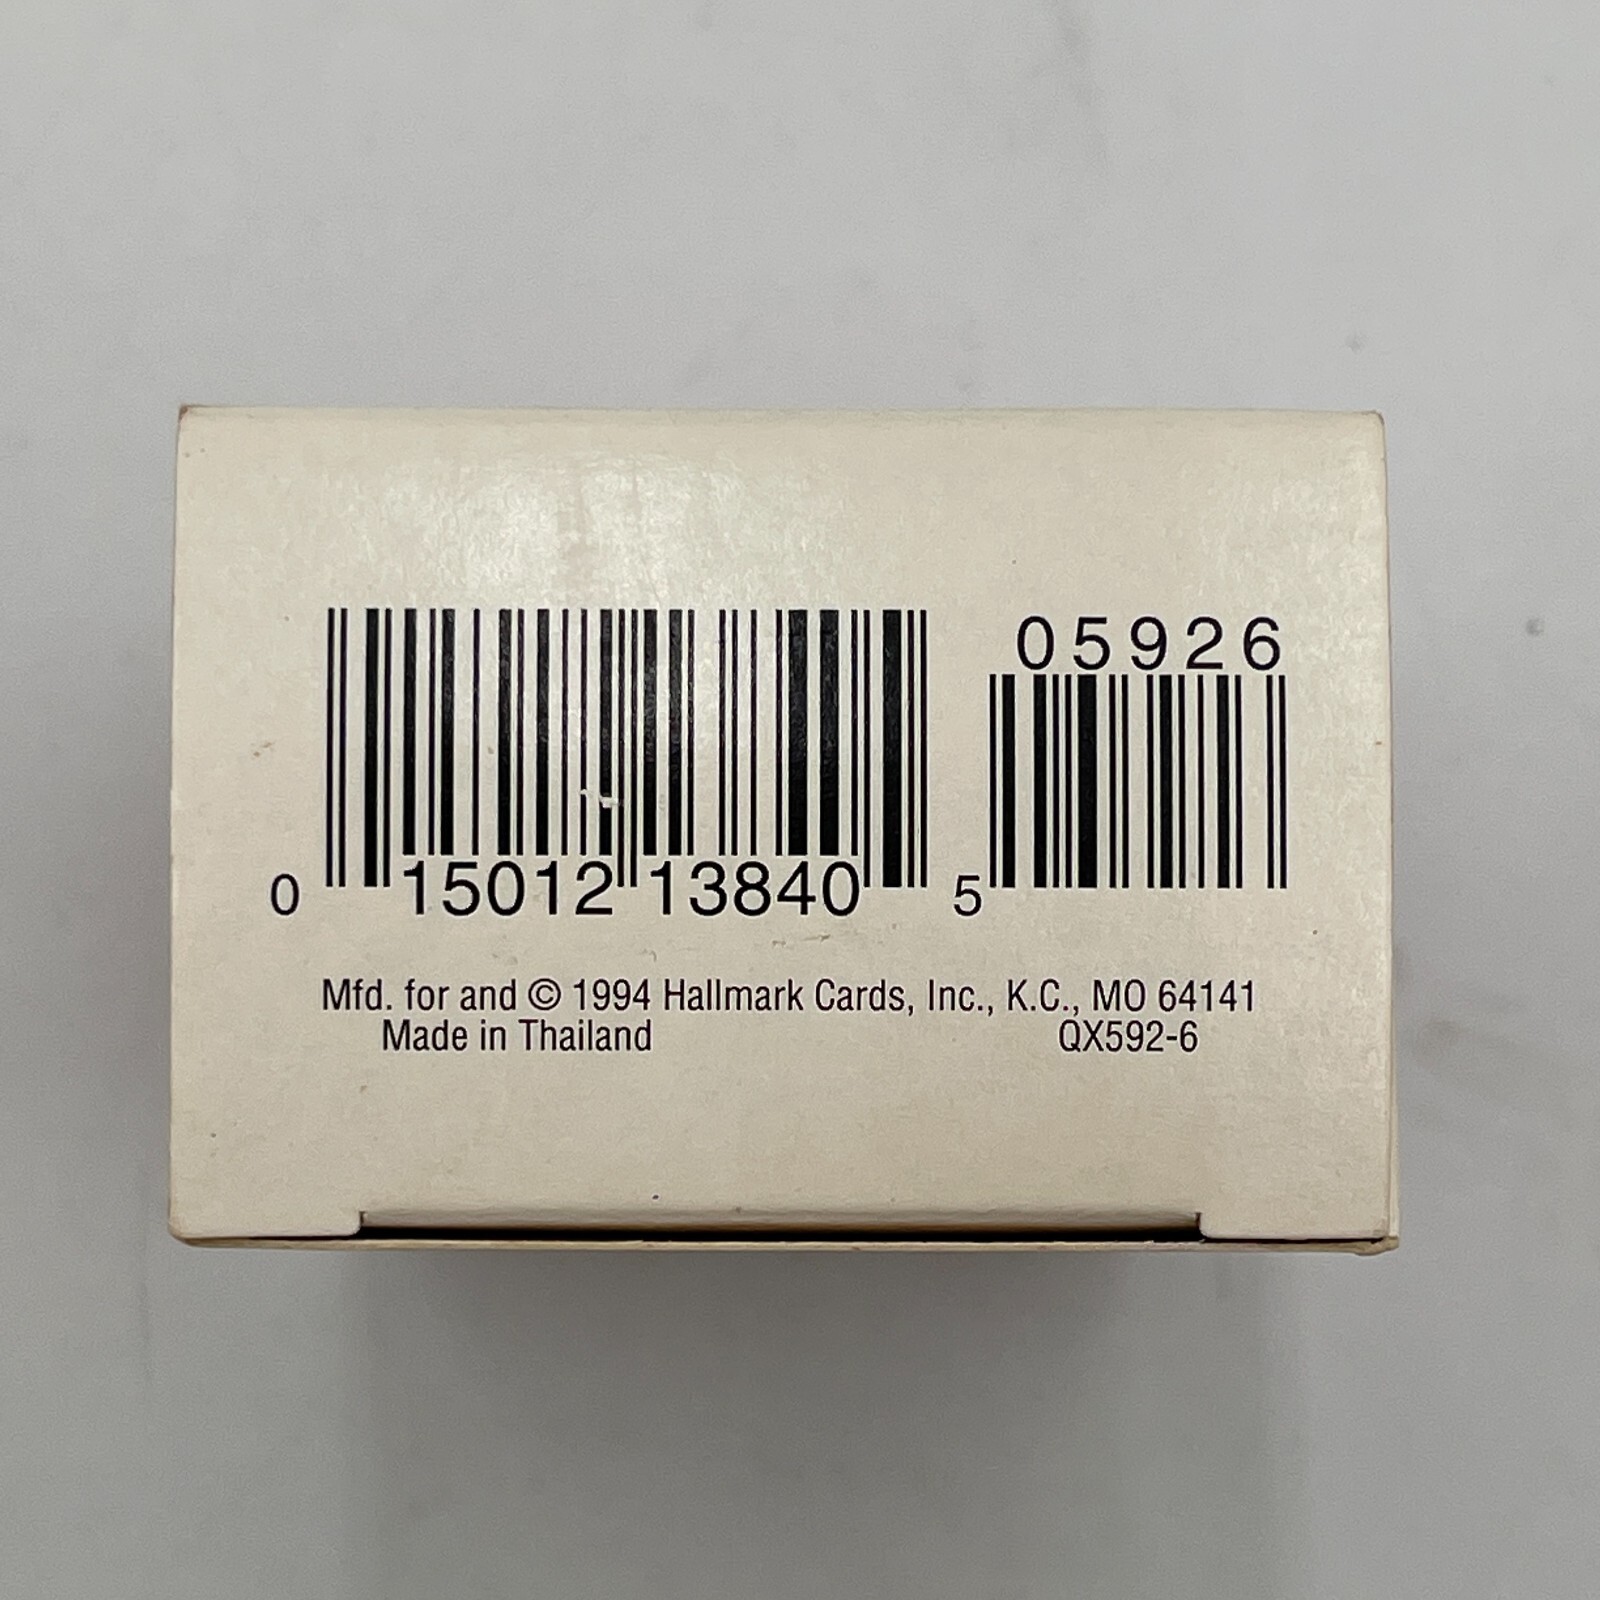 05926
0 15012 13840 5
Mfd. for and © 1994 Hallmark Cards, Inc., K.C., MO 64141
Made in Thailand QX592-6